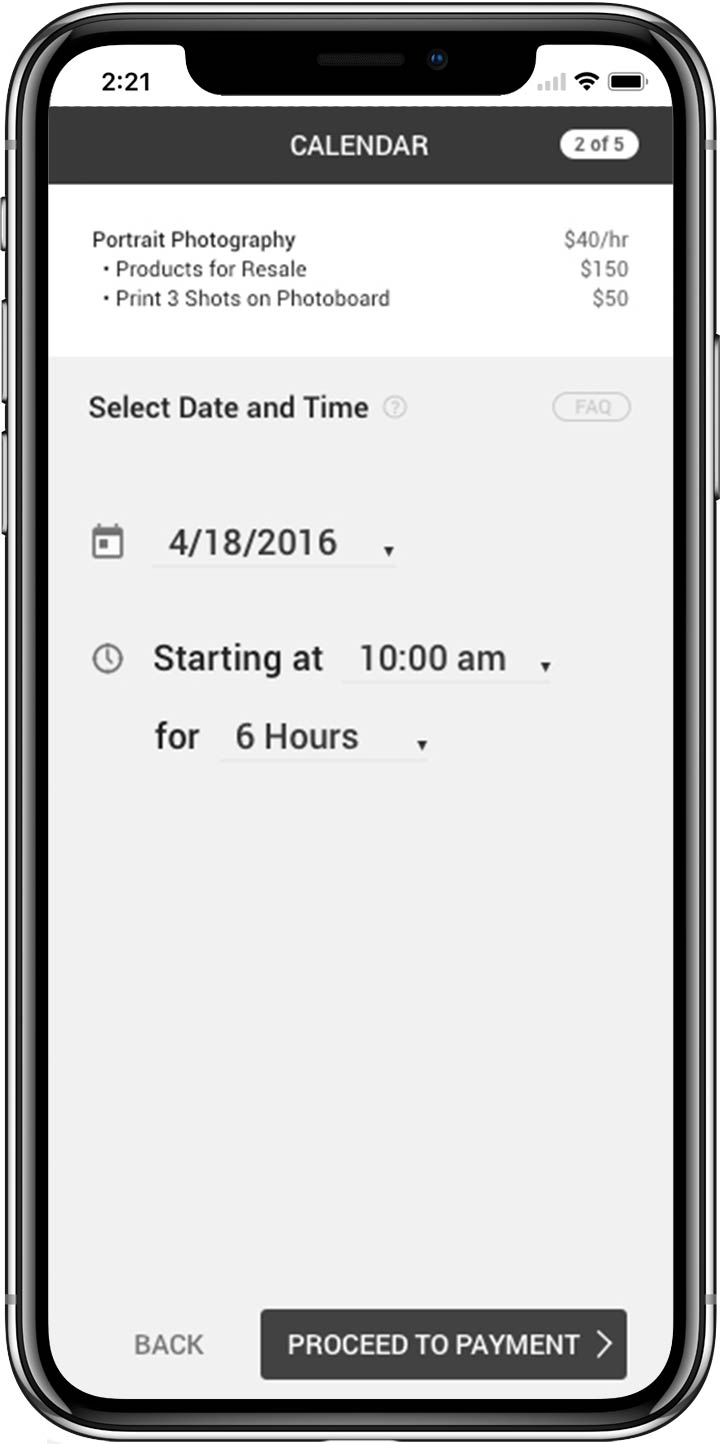 2:21
CALENDAR 2 of 5
Portrait Photography $40/hr
• Products for Resale $150
• Print 3 Shots on Photoboard $50
Select Date and Time ? FAQ
4/18/2016
Starting at 10:00 am
for 6 Hours
BACK PROCEED TO PAYMENT